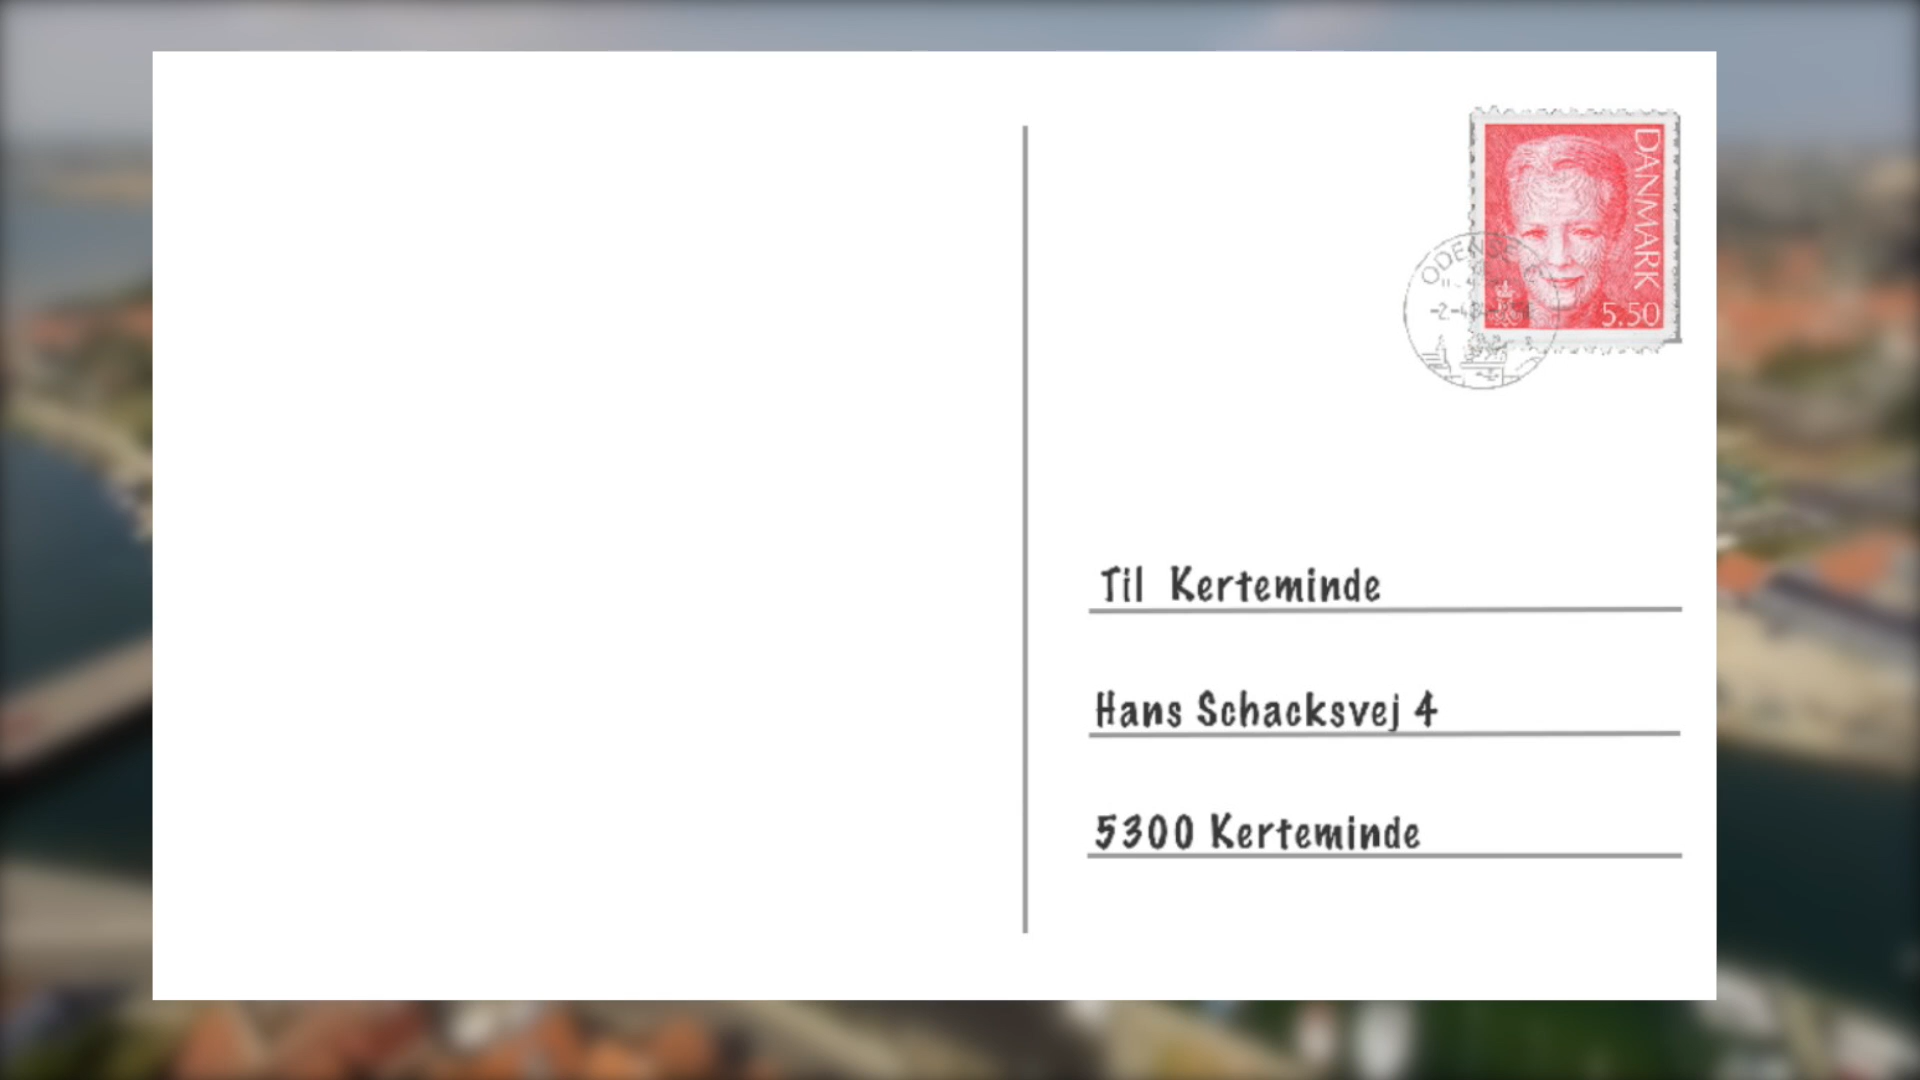 DANMARK
5.50
ODENSE C
Til Kerteminde
Hans Schacksvej 4
5300 Kerteminde